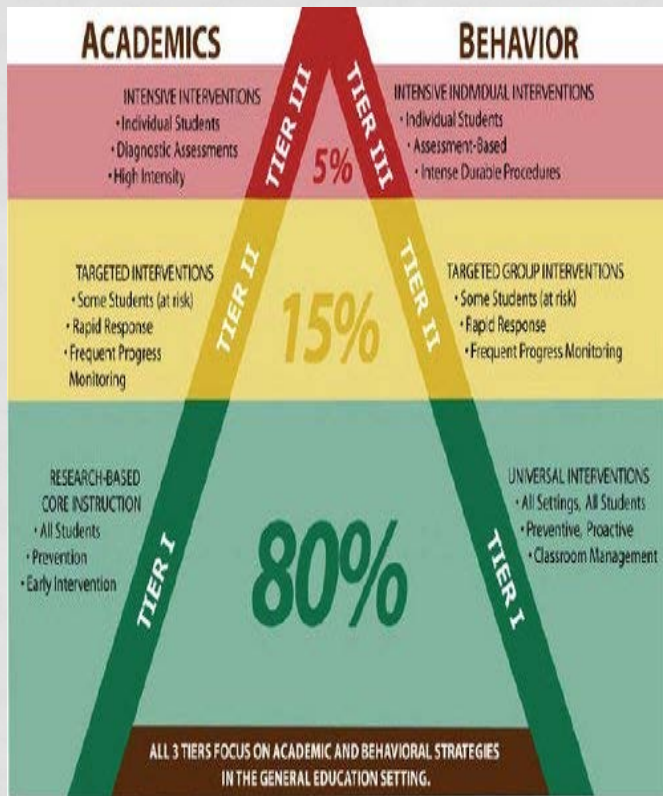 ACADEMICS
BEHAVIOR
INTENSIVE INTERVENTIONS
• Individual Students
• Diagnostic Assessments
• High Intensity
TIER III
5%
TIER III
INTENSIVE INDIVIDUAL INTERVENTIONS
• Individual Students
• Assessment-Based
• Intense Durable Procedures
TARGETED INTERVENTIONS
• Some Students (at risk)
• Rapid Response
• Frequent Progress
Monitoring
TIER II
15%
TIER II
TARGETED GROUP INTERVENTIONS
• Some Students (at risk)
• Rapid Response
• Frequent Progress Monitoring
RESEARCH-BASED
CORE INSTRUCTION
• All Students
• Prevention
• Early Intervention
TIER I
80%
TIER I
UNIVERSAL INTERVENTIONS
• All Settings, All Students
• Preventive, Proactive
• Classroom Management
ALL 3 TIERS FOCUS ON ACADEMIC AND BEHAVIORAL STRATEGIES
IN THE GENERAL EDUCATION SETTING.